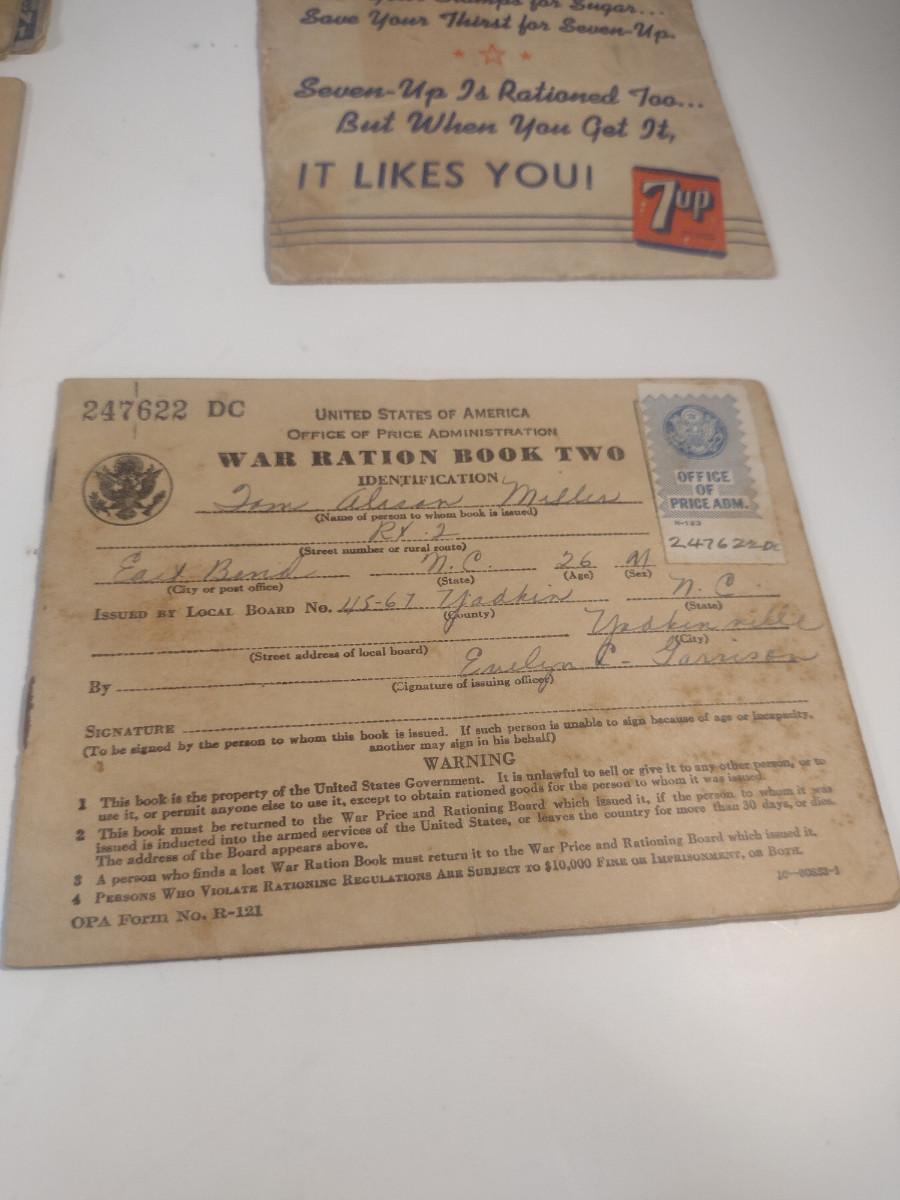 Stamps for Sugar...
Save Your Thirst for Seven-Up.
Seven-Up Is Rationed Too...
But When You Get It,
IT LIKES YOU!
7up
247622 DC
UNITED STATES OF AMERICA
OFFICE OF PRICE ADMINISTRATION
WAR RATION BOOK TWO
IDENTIFICATION
OFFICE
OF
PRICE ADM.
R-123
247622 DC
Tom Miller
(Name of person to whom book is issued)
Rt. 2
(Street number or rural route)
East Bend N.C. 26 M
(City or post office) (State) (Age) (Sex)
ISSUED BY LOCAL BOARD NO. 45-67 Yadkin N.C.
(County) (State)
Yadkinville
(Street address of local board) (City)
By Evelyn C. Garrison
(Signature of issuing officer)
SIGNATURE
(To be signed by the person to whom this book is issued. If such person is unable to sign because of age or incapacity,
another may sign in his behalf)
WARNING
1 This book is the property of the United States Government. It is unlawful to sell or give it to any other person, or to
use it, or permit anyone else to use it, except to obtain rationed goods for the person to whom it was issued.
2 This book must be returned to the War Price and Rationing Board which issued it, if the person to whom it was
issued is inducted into the armed services of the United States, or leaves the country for more than 30 days, or dies.
The address of the Board appears above.
3 A person who finds a lost War Ration Book must return it to the War Price and Rationing Board which issued it.
4 PERSONS WHO VIOLATE RATIONING REGULATIONS ARE SUBJECT TO $10,000 FINE OR IMPRISONMENT, OR BOTH.
OPA Form No. R-121